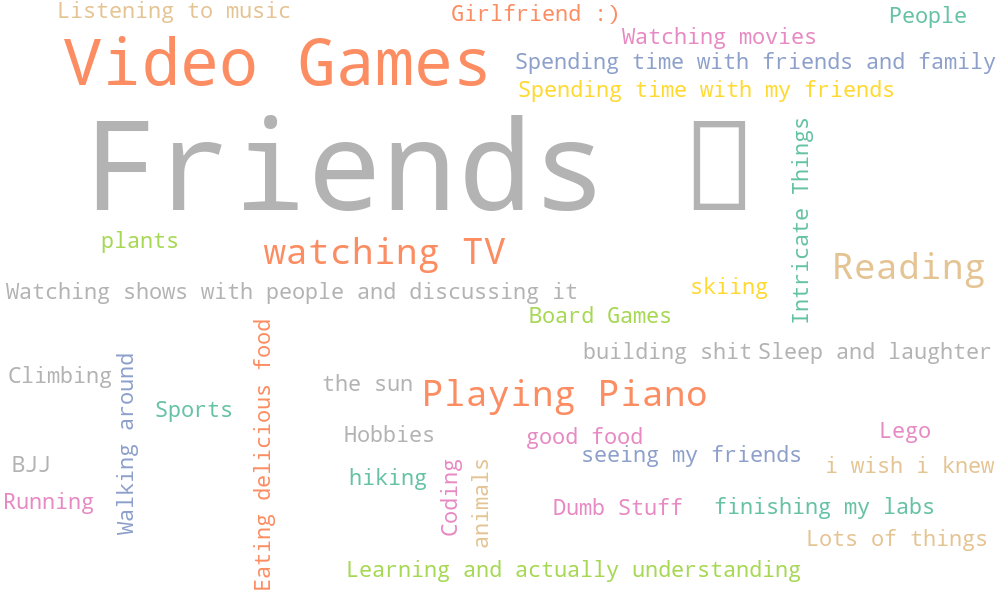 Listening to music
Girlfriend :)
People
Video Games
Watching movies
Spending time with friends and family
Spending time with my friends
Friends
Intricate Things
plants
watching TV
Reading
Watching shows with people and discussing it
skiing
Board Games
building shit
Sleep and laughter
Climbing
Walking around
Eating delicious food
the sun
Playing Piano
Sports
Hobbies
good food
Lego
seeing my friends
BJJ
i wish i knew
hiking
Coding
animals
Running
Dumb Stuff
finishing my labs
Lots of things
Learning and actually understanding